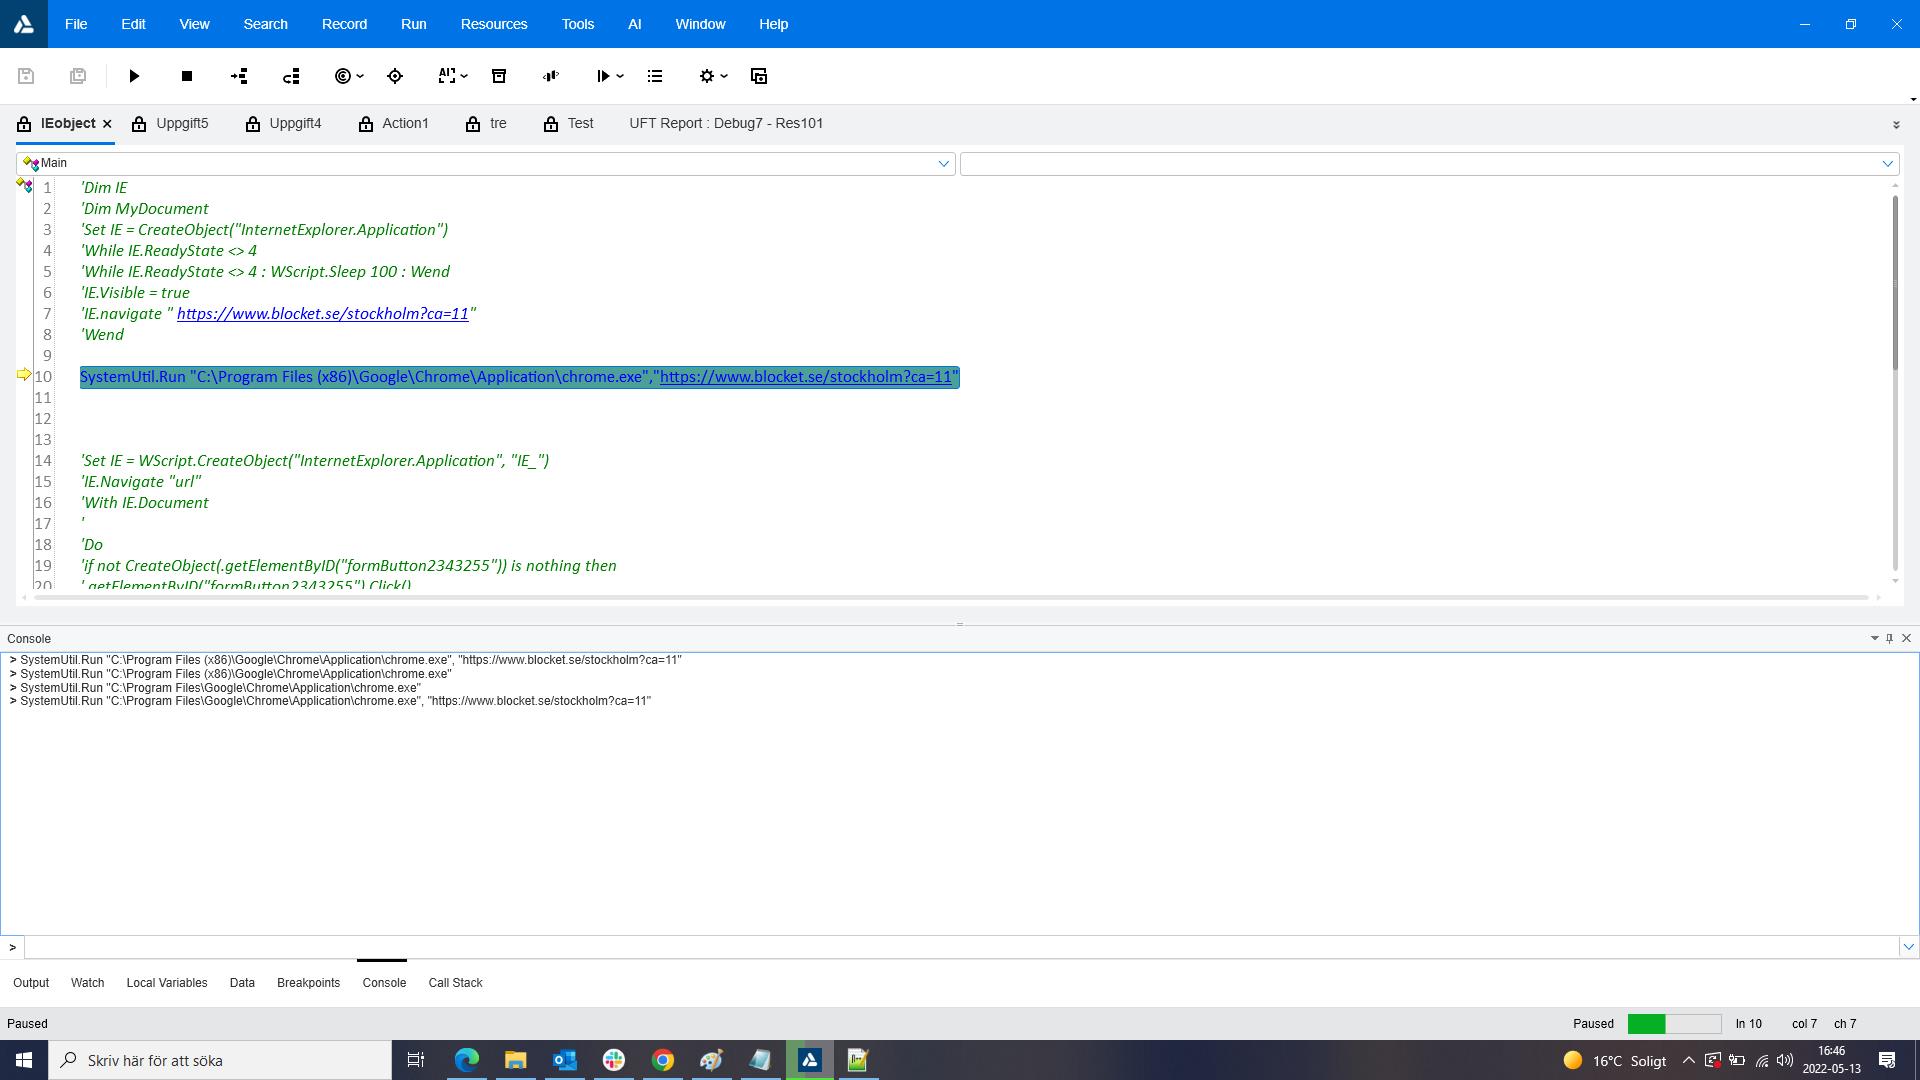 File Edit View Search Record Run Resources Tools AI Window Help
AI
IEobject Uppgift5 Uppgift4 Action1 tre Test UFT Report : Debug7 - Res101
Main
1 'Dim IE
2 'Dim MyDocument
3 'Set IE = CreateObject("InternetExplorer.Application")
4 'While IE.ReadyState <> 4
5 'While IE.ReadyState <> 4 : WScript.Sleep 100 : Wend
6 'IE.Visible = true
7 'IE.navigate " https://www.blocket.se/stockholm?ca=11"
8 'Wend
9
10 SystemUtil.Run "C:\Program Files (x86)\Google\Chrome\Application\chrome.exe","https://www.blocket.se/stockholm?ca=11"
11
12
13
14 'Set IE = WScript.CreateObject("InternetExplorer.Application", "IE_")
15 'IE.Navigate "url"
16 'With IE.Document
17 '
18 'Do
19 'if not CreateObject(.getElementByID("formButton2343255")) is nothing then
20 ' .getElementByID("formButton2343255").Click()
Console
> SystemUtil.Run "C:\Program Files (x86)\Google\Chrome\Application\chrome.exe", "https://www.blocket.se/stockholm?ca=11"
> SystemUtil.Run "C:\Program Files (x86)\Google\Chrome\Application\chrome.exe"
> SystemUtil.Run "C:\Program Files\Google\Chrome\Application\chrome.exe"
> SystemUtil.Run "C:\Program Files\Google\Chrome\Application\chrome.exe", "https://www.blocket.se/stockholm?ca=11"
>
Output Watch Local Variables Data Breakpoints Console Call Stack
Paused Paused ln 10 col 7 ch 7
Skriv här för att söka 16°C Soligt 16:46
2022-05-13